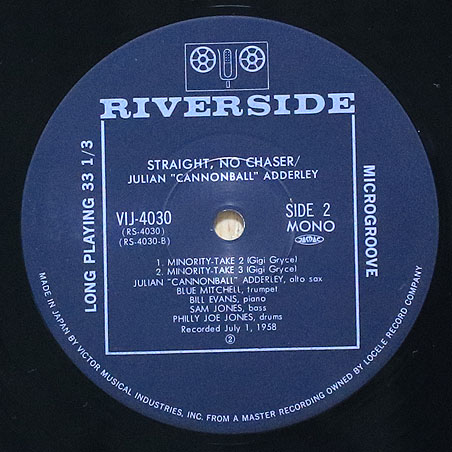 RIVERSIDE
STRAIGHT, NO CHASER/
JULIAN "CANNONBALL" ADDERLEY
VIJ-4030
(RS-4030)
(RS-4030-B)
SIDE 2
MONO
1. MINORITY-TAKE 2 (Gigi Gryce)
2. MINORITY-TAKE 3 (Gigi Gryce)
JULIAN "CANNONBALL" ADDERLEY, alto sax
BLUE MITCHELL, trumpet
BILL EVANS, piano
SAM JONES, bass
PHILLY JOE JONES, drums
Recorded July 1, 1958
②
LONG PLAYING 33 1/3
MICROGROOVE
MADE IN JAPAN BY VICTOR MUSICAL INDUSTRIES, INC. FROM A MASTER RECORDING OWNED BY LOCELE RECORD COMPANY.